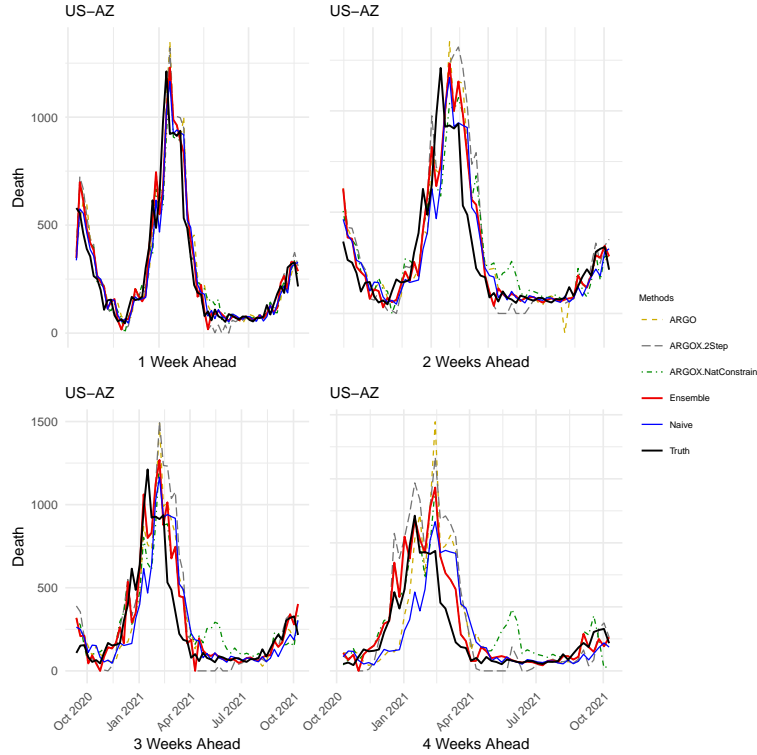 US−AZ
US−AZ
Death
1000
500
0
1 Week Ahead
2 Weeks Ahead
Methods
ARGO
ARGOX.2Step
ARGOX.NatConstrain
Ensemble
Naive
Truth
US−AZ
US−AZ
Death
1500
1000
500
0
Oct 2020
Jan 2021
Apr 2021
Jul 2021
Oct 2021
Oct 2020
Jan 2021
Apr 2021
Jul 2021
Oct 2021
3 Weeks Ahead
4 Weeks Ahead